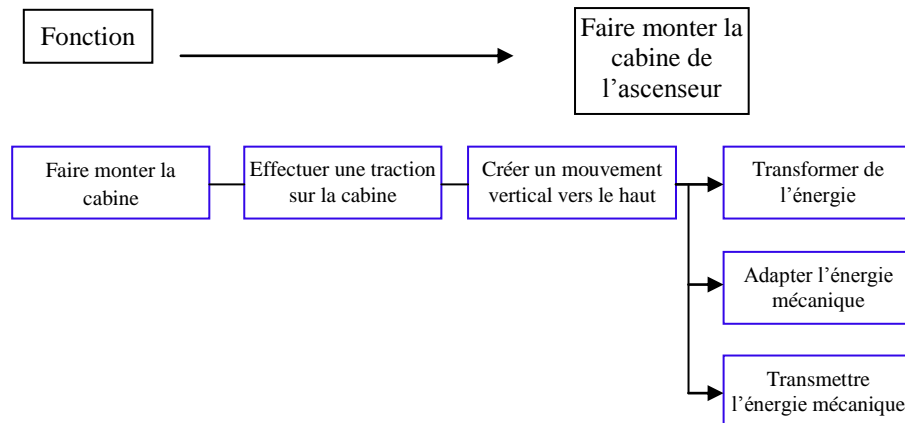 Fonction
Faire monter la
cabine de
l’ascenseur
Faire monter la
cabine
Effectuer une traction
sur la cabine
Créer un mouvement
vertical vers le haut
Transformer de
l’énergie
Adapter l’énergie
mécanique
Transmettre
l’énergie mécanique